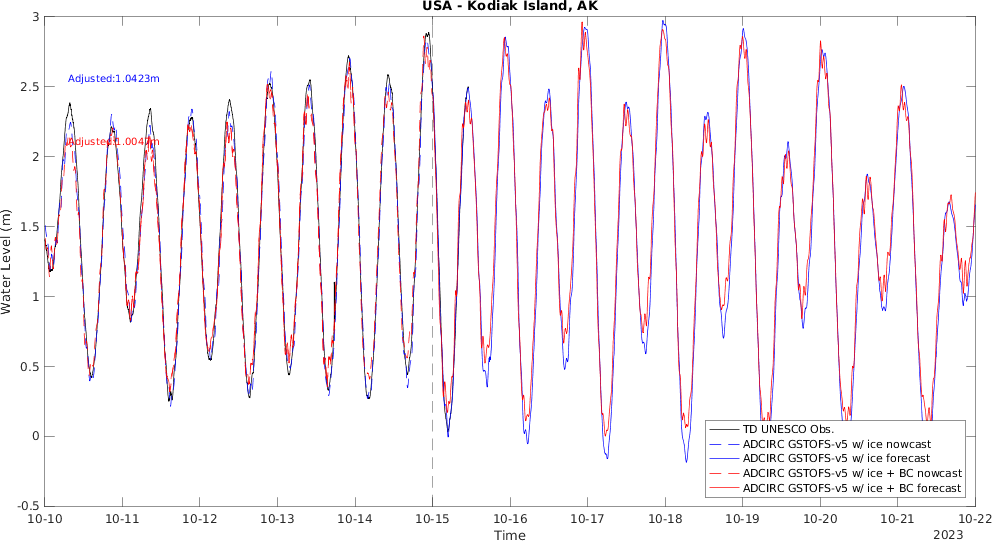 USA - Kodiak Island, AK
3
2.5
2
1.5
1
0.5
0
-0.5
Water Level (m)
Adjusted:1.0423m
10-10
10-11
10-12
10-13
10-14
10-15
10-16
10-17
10-18
10-19
10-20
10-21
10-22
Time
2023
TD UNESCO Obs.
ADCIRC GSTOFS-v5 w/ ice nowcast
ADCIRC GSTOFS-v5 w/ ice forecast
ADCIRC GSTOFS-v5 w/ ice + BC nowcast
ADCIRC GSTOFS-v5 w/ ice + BC forecast